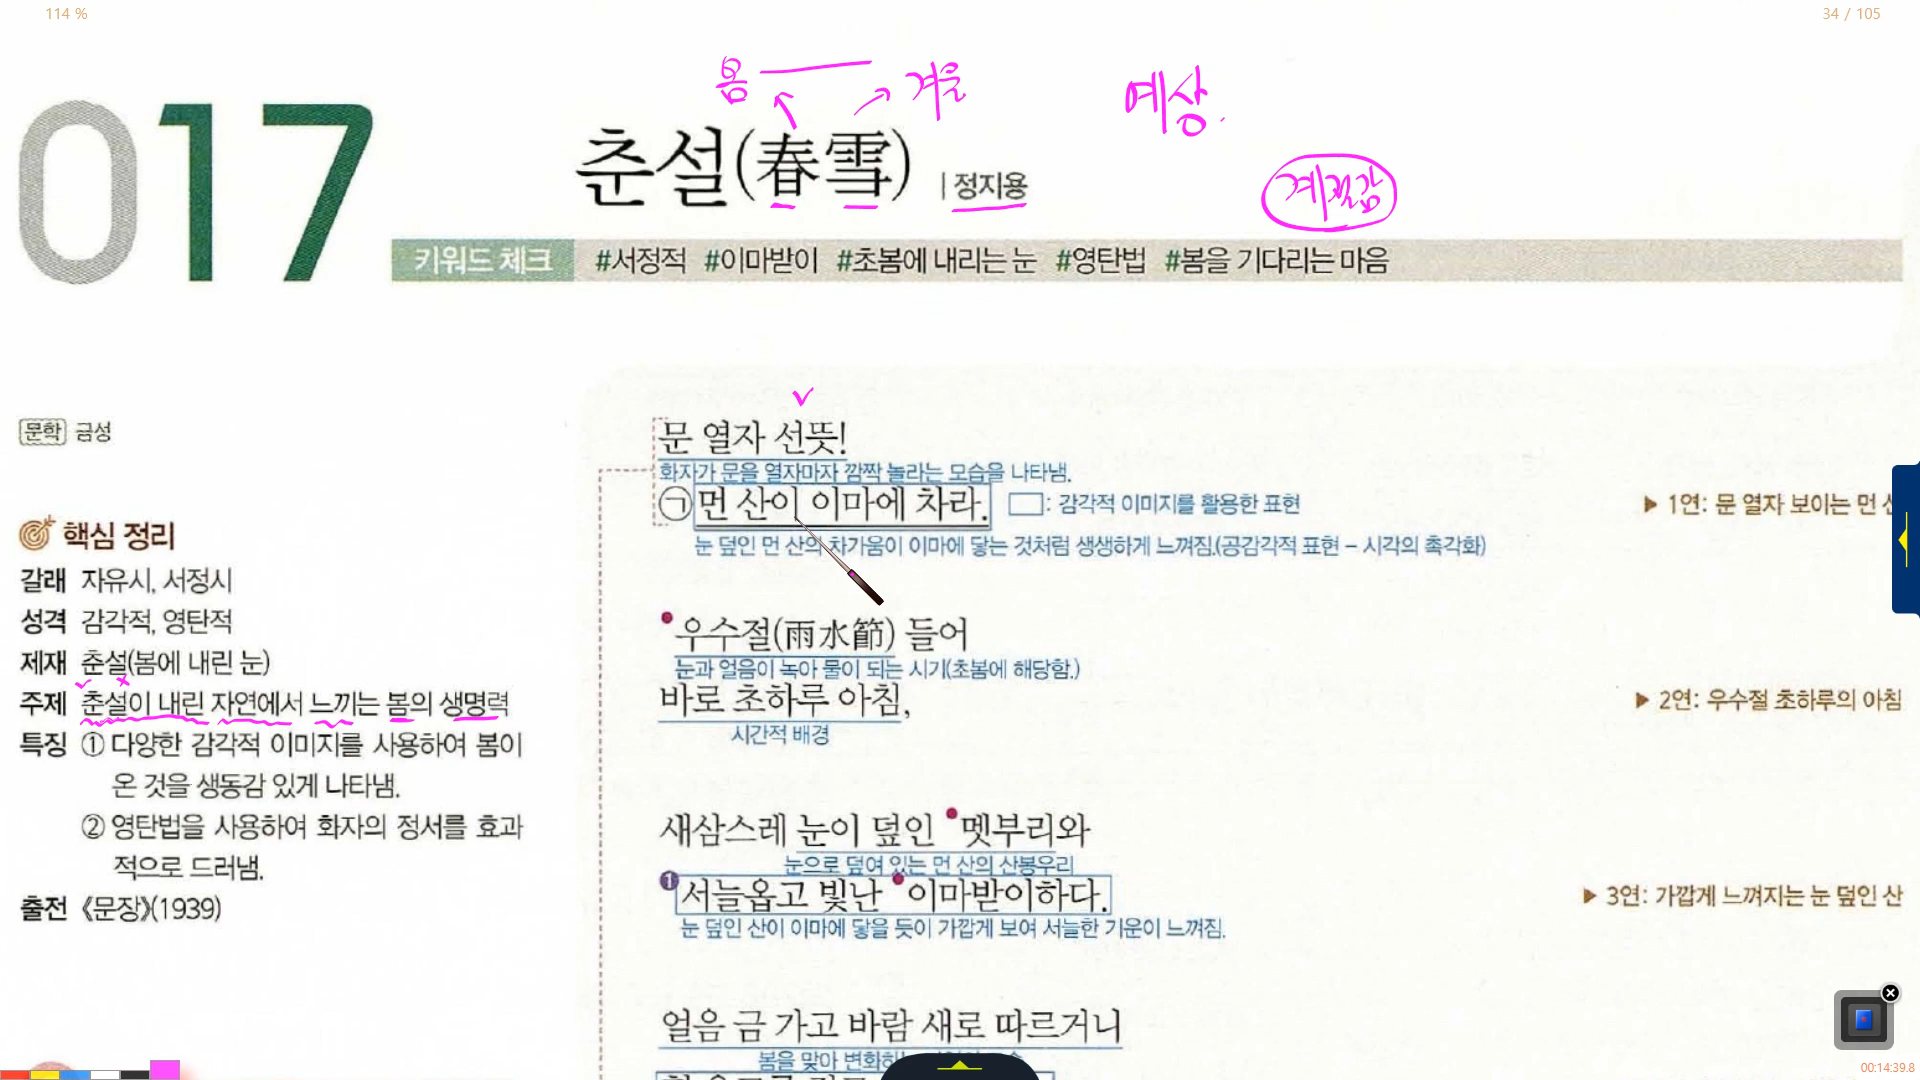 114 %
34 / 105
봄 겨울
예상.
계절감
017
춘설(春雪) | 정지용
키워드 체크 #서정적 #이마받이 #초봄에 내리는 눈 #영탄법 #봄을 기다리는 마음
문학 금성
핵심 정리
갈래 자유시, 서정시
성격 감각적, 영탄적
제재 춘설(봄에 내린 눈)
주제 춘설이 내린 자연에서 느끼는 봄의 생명력
특징 ① 다양한 감각적 이미지를 사용하여 봄이
온 것을 생동감 있게 나타냄.
② 영탄법을 사용하여 화자의 정서를 효과
적으로 드러냄.
출전 《문장》(1939)
문 열자 선뜻!
화자가 문을 열자마자 깜짝 놀라는 모습을 나타냄.
㉠ 먼 산이 이마에 차라. : 감각적 이미지를 활용한 표현
▶ 1연: 문 열자 보이는 먼
눈 덮인 먼 산의 차가움이 이마에 닿는 것처럼 생생하게 느껴짐.(공감각적 표현 – 시각의 촉각화)
우수절(雨水節) 들어
눈과 얼음이 녹아 물이 되는 시기(초봄에 해당함.)
바로 초하루 아침,
▶ 2연: 우수절 초하루의 아침
시간적 배경
새삼스레 눈이 덮인 멧부리와
눈으로 덮여 있는 먼 산의 산봉우리
❶ 서늘옵고 빛난 이마받이하다.
▶ 3연: 가깝게 느껴지는 눈 덮인 산
눈 덮인 산이 이마에 닿을 듯이 가깝게 보여 서늘한 기운이 느껴짐.
얼음 금 가고 바람 새로 따르거니
봄을 맞아
00:14:39.8